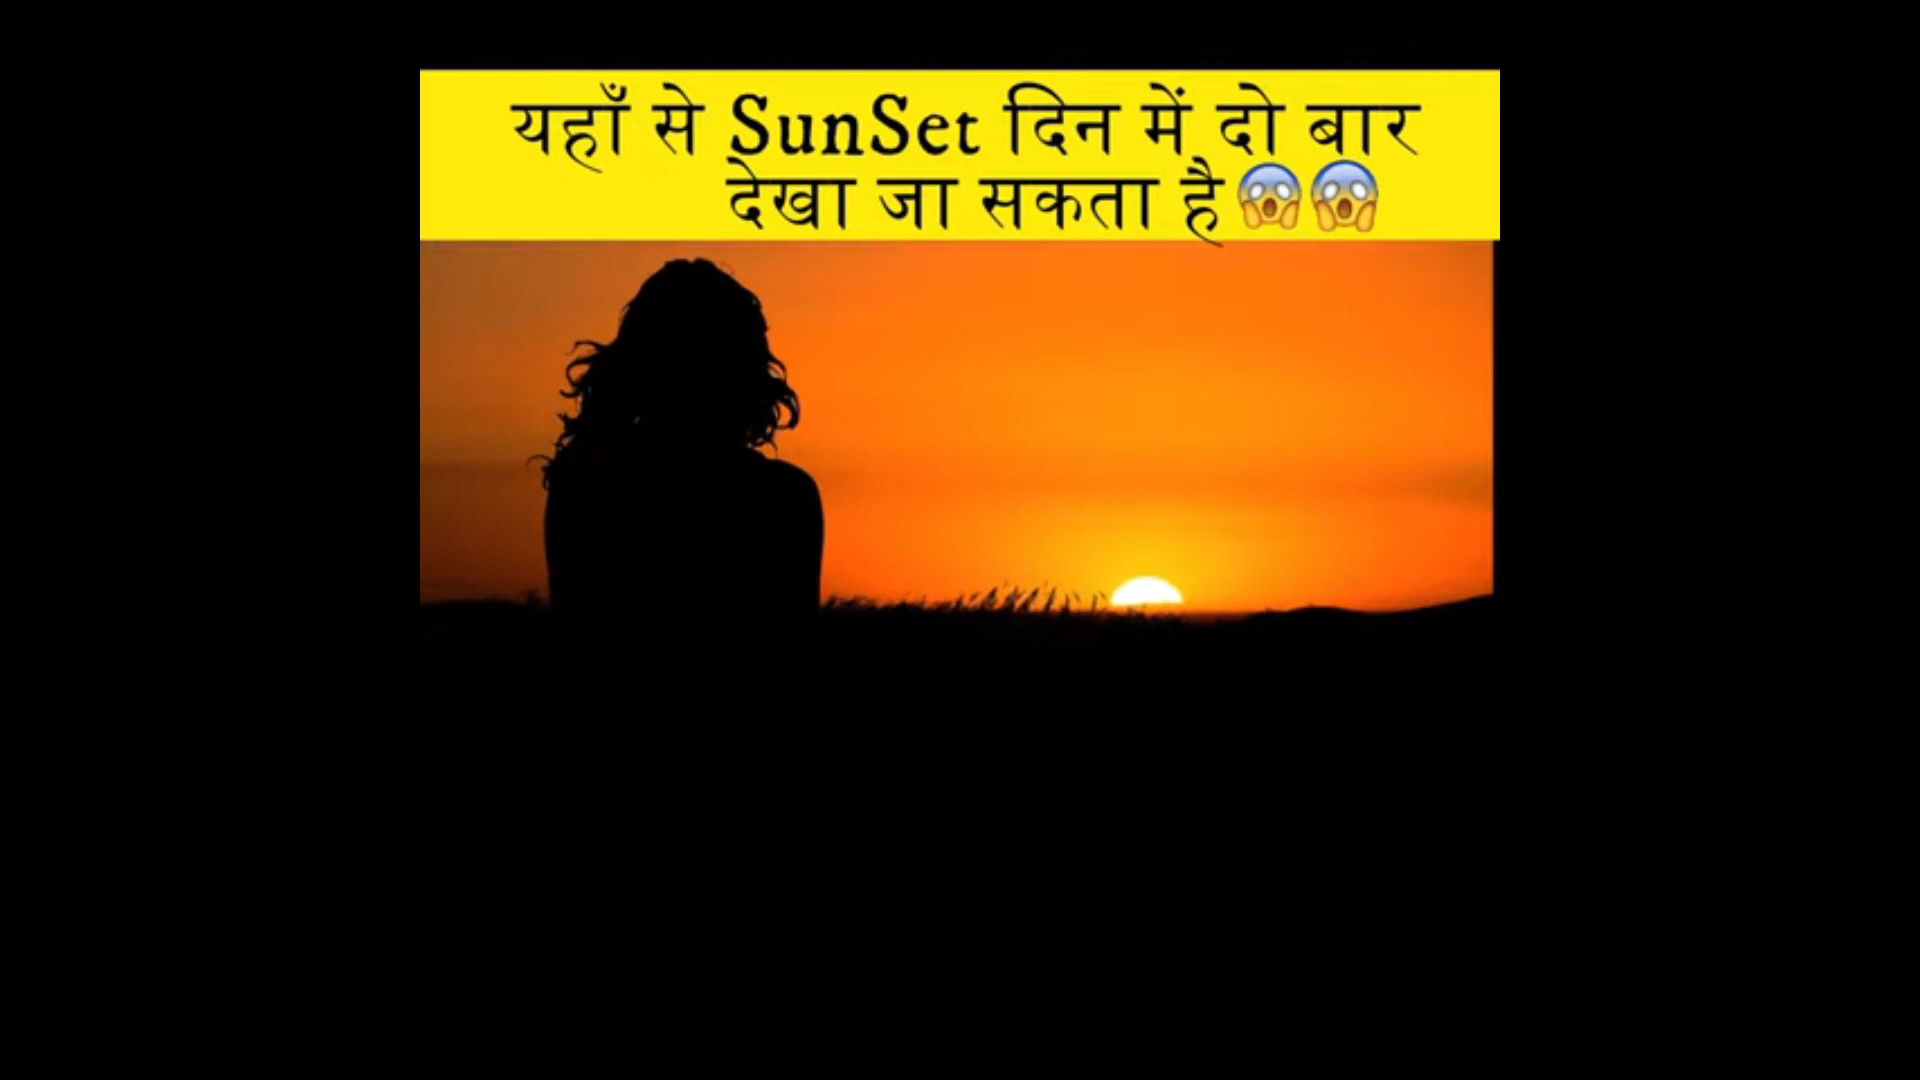 यहाँ से SunSet दिन में दो बार
देखा जा सकता है😱😱